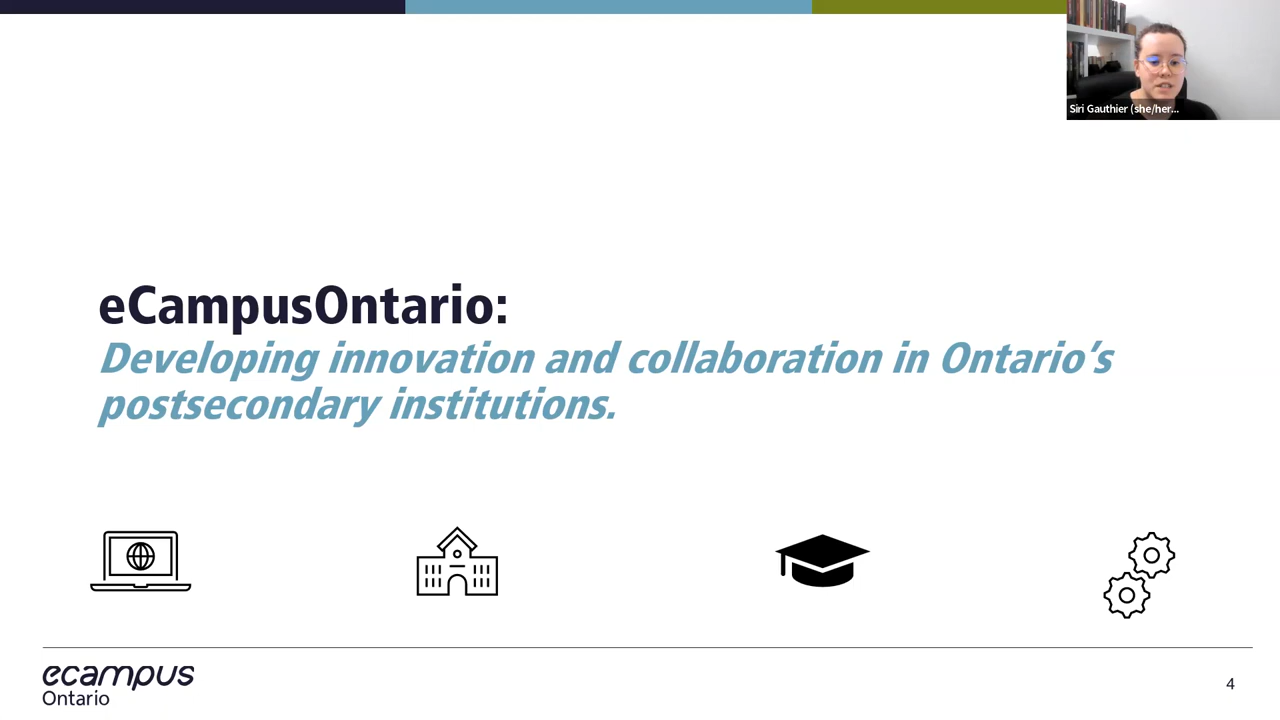 Siri Gauthier (she/her...
eCampusOntario:
Developing innovation and collaboration in Ontario’s
postsecondary institutions.
ecampus
Ontario
4